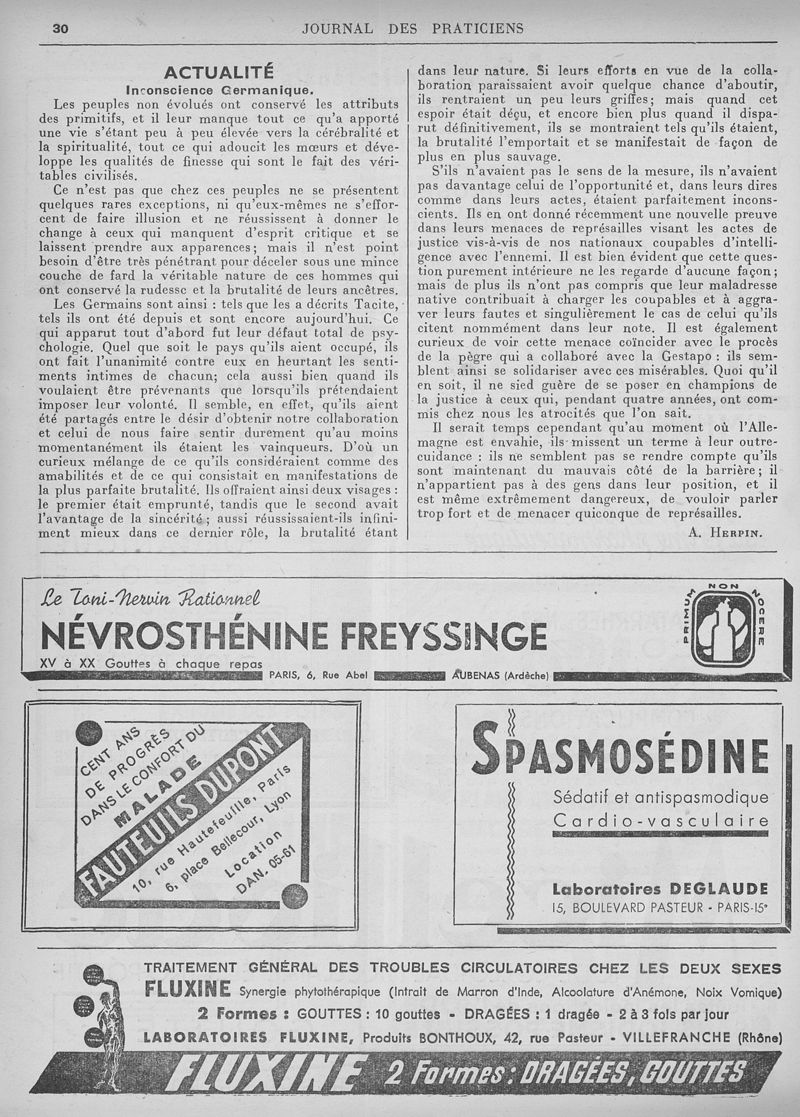 30
JOURNAL DES PRATICIENS
ACTUALITÉ
Inconscience Germanique.
Les peuples non évolués ont conservé les attributs
des primitifs, et il leur manque tout ce qu'a apporté
une vie s'étant peu à peu élevée vers la cérébralité et
la spiritualité, tout ce qui adoucit les mœurs et déve-
loppe les qualités de finesse qui sont le fait des véri-
tables civilisés.
Ce n'est pas que chez ces peuples ne se présentent
quelques rares exceptions, ni qu'eux-mêmes ne s'effor-
cent de faire illusion et ne réussissent à donner le
change à ceux qui manquent d'esprit critique et se
laissent prendre aux apparences; mais il n'est point
besoin d'être très pénétrant pour déceler sous une mince
couche de fard la véritable nature de ces hommes qui
ont conservé la rudesse et la brutalité de leurs ancêtres.
Les Germains sont ainsi : tels que les a décrits Tacite,
tels ils ont été depuis et sont encore aujourd'hui. Ce
qui apparut tout d'abord fut leur défaut total de psy-
chologie. Quel que soit le pays qu'ils aient occupé, ils
ont fait l'unanimité contre eux en heurtant les senti-
ments intimes de chacun; cela aussi bien quand ils
voulaient être prévenants que lorsqu'ils prétendaient
imposer leur volonté. Il semble, en effet, qu'ils aient
été partagés entre le désir d'obtenir notre collaboration
et celui de nous faire sentir durement qu'au moins
momentanément ils étaient les vainqueurs. D'où un
curieux mélange de ce qu'ils considéraient comme des
amabilités et de ce qui consistait en manifestations de
la plus parfaite brutalité. Ils offraient ainsi deux visages :
le premier était emprunté, tandis que le second avait
l'avantage de la sincérité; aussi réussissaient-ils infini-
ment mieux dans ce dernier rôle, la brutalité étant
dans leur nature. Si leurs efforts en vue de la colla-
boration paraissaient avoir quelque chance d'aboutir,
ils rentraient un peu leurs griffes; mais quand cet
espoir était déçu, et encore bien plus quand il dispa-
rut définitivement, ils se montraient tels qu'ils étaient,
la brutalité l'emportait et se manifestait de façon de
plus en plus sauvage.
S'ils n'avaient pas le sens de la mesure, ils n'avaient
pas davantage celui de l'opportunité et, dans leurs dires
comme dans leurs actes, étaient parfaitement incons-
cients. Ils en ont donné récemment une nouvelle preuve
dans leurs menaces de représailles visant les actes de
justice vis-à-vis de nos nationaux coupables d'intelli-
gence avec l'ennemi. Il est bien évident que cette ques-
tion purement intérieure ne les regarde d'aucune façon;
mais de plus ils n'ont pas compris que leur maladresse
native contribuait à charger les coupables et à aggra-
ver leurs fautes et singulièrement le cas de celui qu'ils
citent nommément dans leur note. Il est également
curieux de voir cette menace coïncider avec le procès
de la pègre qui a collaboré avec la Gestapo : ils sem-
blent ainsi se solidariser avec ces misérables. Quoi qu'il
en soit, il ne sied guère de se poser en champions de
la justice à ceux qui, pendant quatre années, ont com-
mis chez nous les atrocités que l'on sait.
Il serait temps cependant qu'au moment où l'Alle-
magne est envahie, ils missent un terme à leur outre-
cuidance : ils ne semblent pas se rendre compte qu'ils
sont maintenant du mauvais côté de la barrière; il
n'appartient pas à des gens dans leur position, et il
est même extrêmement dangereux, de vouloir parler
trop fort et de menacer quiconque de représailles.
A. HERPIN.
Le Toni-Nervin Rationnel
NÉVROSTHÉNINE FREYSSINGE
XV à XX Gouttes à chaque repas
PARIS, 6, Rue Abel
AUBENAS (Ardèche)
PRIMUM NON NOCERE
CENT ANS
DE PROGRÈS
DANS LE CONFORT DU
MALADE
FAUTEUILS DUPONT
10, rue Hautefeuille, Paris
6, place Bellecour, Lyon
Location
DAN. 05-61
SPASMOSÉDINE
Sédatif et antispasmodique
Cardio-vasculaire
Laboratoires DEGLAUDE
15, BOULEVARD PASTEUR - PARIS-15e
TRAITEMENT GÉNÉRAL DES TROUBLES CIRCULATOIRES CHEZ LES DEUX SEXES
FLUXINE Synergie phytothérapique (Intrait de Marron d'Inde, Alcoolature d'Anémone, Noix Vomique)
2 Formes : GOUTTES : 10 gouttes - DRAGÉES : 1 dragée - 2 à 3 fois par jour
LABORATOIRES FLUXINE, Produits BONTHOUX, 42, rue Pasteur - VILLEFRANCHE (Rhône)
FLUXINE 2 Formes : DRAGÉES, GOUTTES